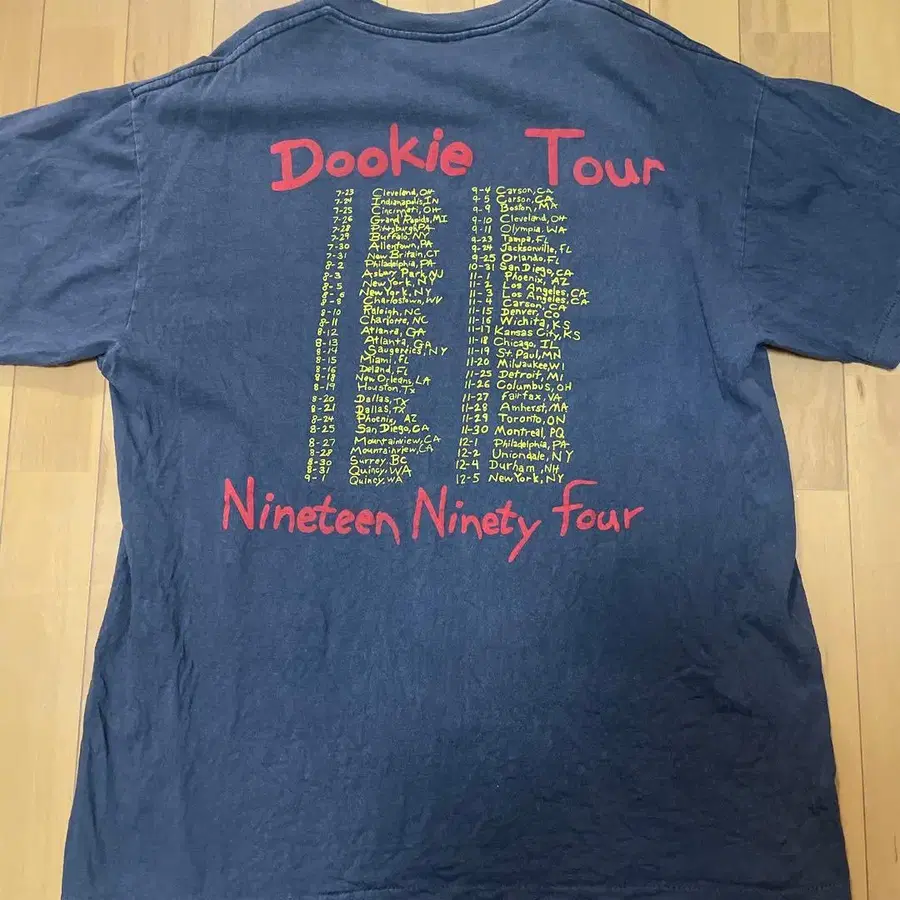 Dookie Tour
7-23 Cleveland, OH
7-24 Indianapolis, IN
7-25 Cincinnati, OH
7-26 Grand Rapids, MI
7-28 Pittsburgh, PA
7-29 Buffalo, NY
7-30 Allentown, PA
7-31 New Britain, CT
8-2 Philadelphia, PA
8-3 Asbury Park, NJ
8-5 New York, NY
8-6 New York, NY
8-8 Charlestown, WV
8-10 Raleigh, NC
8-11 Charlotte, NC
8-12 Atlanta, GA
8-13 Atlanta, GA
8-14 Saugerties, NY
8-15 Miami, FL
8-16 Deland, FL
8-18 New Orleans, LA
8-19 Houston, TX
8-20 Dallas, TX
8-21 Dallas, TX
8-24 Phoenix, AZ
8-25 San Diego, CA
8-27 Mountainview, CA
8-28 Mountainview, CA
8-30 Surrey, BC
8-31 Quincy, WA
9-1 Quincy, WA
9-4 Carson, CA
9-5 Carson, CA
9-9 Boston, MA
9-10 Cleveland, OH
9-11 Olympia, WA
9-23 Tampa, FL
9-24 Jacksonville, FL
9-25 Orlando, FL
10-31 San Diego, CA
11-1 Phoenix, AZ
11-2 Los Angeles, CA
11-3 Los Angeles, CA
11-4 Carson, CA
11-15 Denver, CO
11-16 Wichita, KS
11-17 Kansas City, KS
11-18 Chicago, IL
11-19 St. Paul, MN
11-20 Milwaukee, WI
11-25 Detroit, MI
11-26 Columbus, OH
11-27 Fairfax, VA
11-28 Amherst, MA
11-29 Toronto, ON
11-30 Montreal, PQ
12-1 Philadelphia, PA
12-2 Uniondale, NY
12-4 Durham, NH
12-5 New York, NY
Nineteen Ninety Four